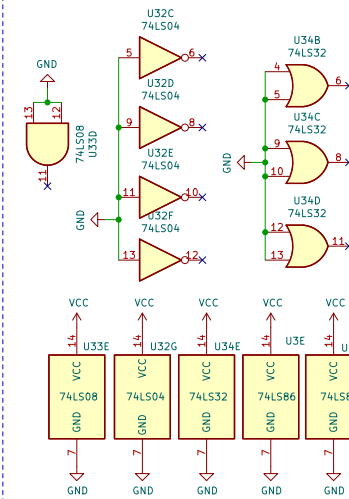 U32C
74LS04
5
6
U32D
74LS04
9
8
U32E
74LS04
11
10
U32F
74LS04
13
12
GND
GND
13
12
11
74LS08
U33D
U34B
74LS32
4
5
6
U34C
74LS32
9
10
8
GND
U34D
74LS32
12
13
11
VCC
VCC
VCC
VCC
VCC
14
14
14
14
14
U33E
U32G
U34E
U3E
U
VCC
VCC
VCC
VCC
VCC
74LS08
74LS04
74LS32
74LS86
74LS8
GND
GND
GND
GND
GND
7
7
7
7
7
GND
GND
GND
GND
GND